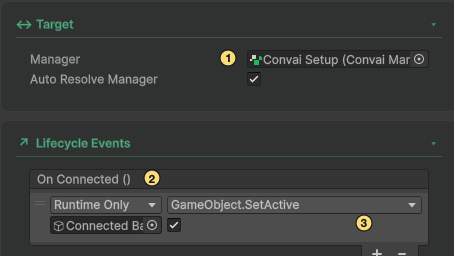 Target
Manager
1
Convai Setup (Convai Mar
Auto Resolve Manager
Lifecycle Events
On Connected ()
2
Runtime Only
GameObject.SetActive
Connected Ba
3
+ −